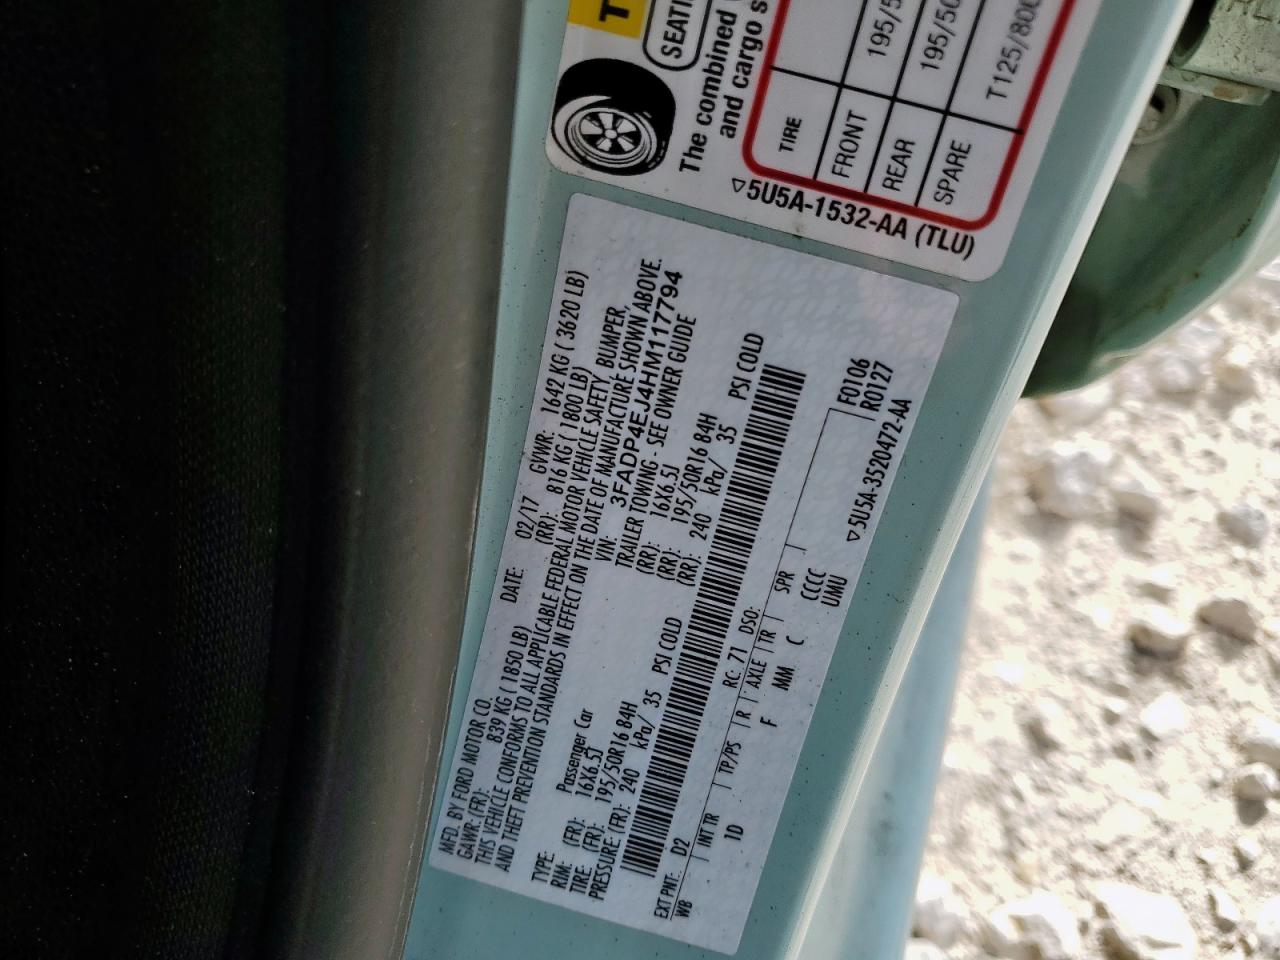 T
SEATI
The combined
and cargo s
TIRE
FRONT 195/5
REAR 195/50
SPARE T125/80
▽5U5A-1532-AA (TLU)
MFD. BY FORD MOTOR CO. DATE: 02/17 GVWR: 1642 KG ( 3620 LB)
GAWR: (FR): 839 KG ( 1850 LB) (RR): 816 KG ( 1800 LB)
THIS VEHICLE CONFORMS TO ALL APPLICABLE FEDERAL MOTOR VEHICLE SAFETY, BUMPER,
AND THEFT PREVENTION STANDARDS IN EFFECT ON THE DATE OF MANUFACTURE SHOWN ABOVE.
VIN: 3FADP4EJ4HM117794
TYPE: Passenger Car TRAILER TOWING - SEE OWNER GUIDE
RIM: (FR): 16X6.5J (RR): 16X6.5J
TIRE: (FR): 195/50R16 84H (RR): 195/50R16 84H
PRESSURE: (FR): 240 kPa/ 35 PSI COLD (RR): 240 kPa/ 35 PSI COLD
EXT PNT: D2 RC: 71 DSO:
WB | INT TR | TP/PS | R | AXLE | TR | SPR | F0106
1D F MM C CCCC R0127
UMU
▽5U5A-3520472-AA